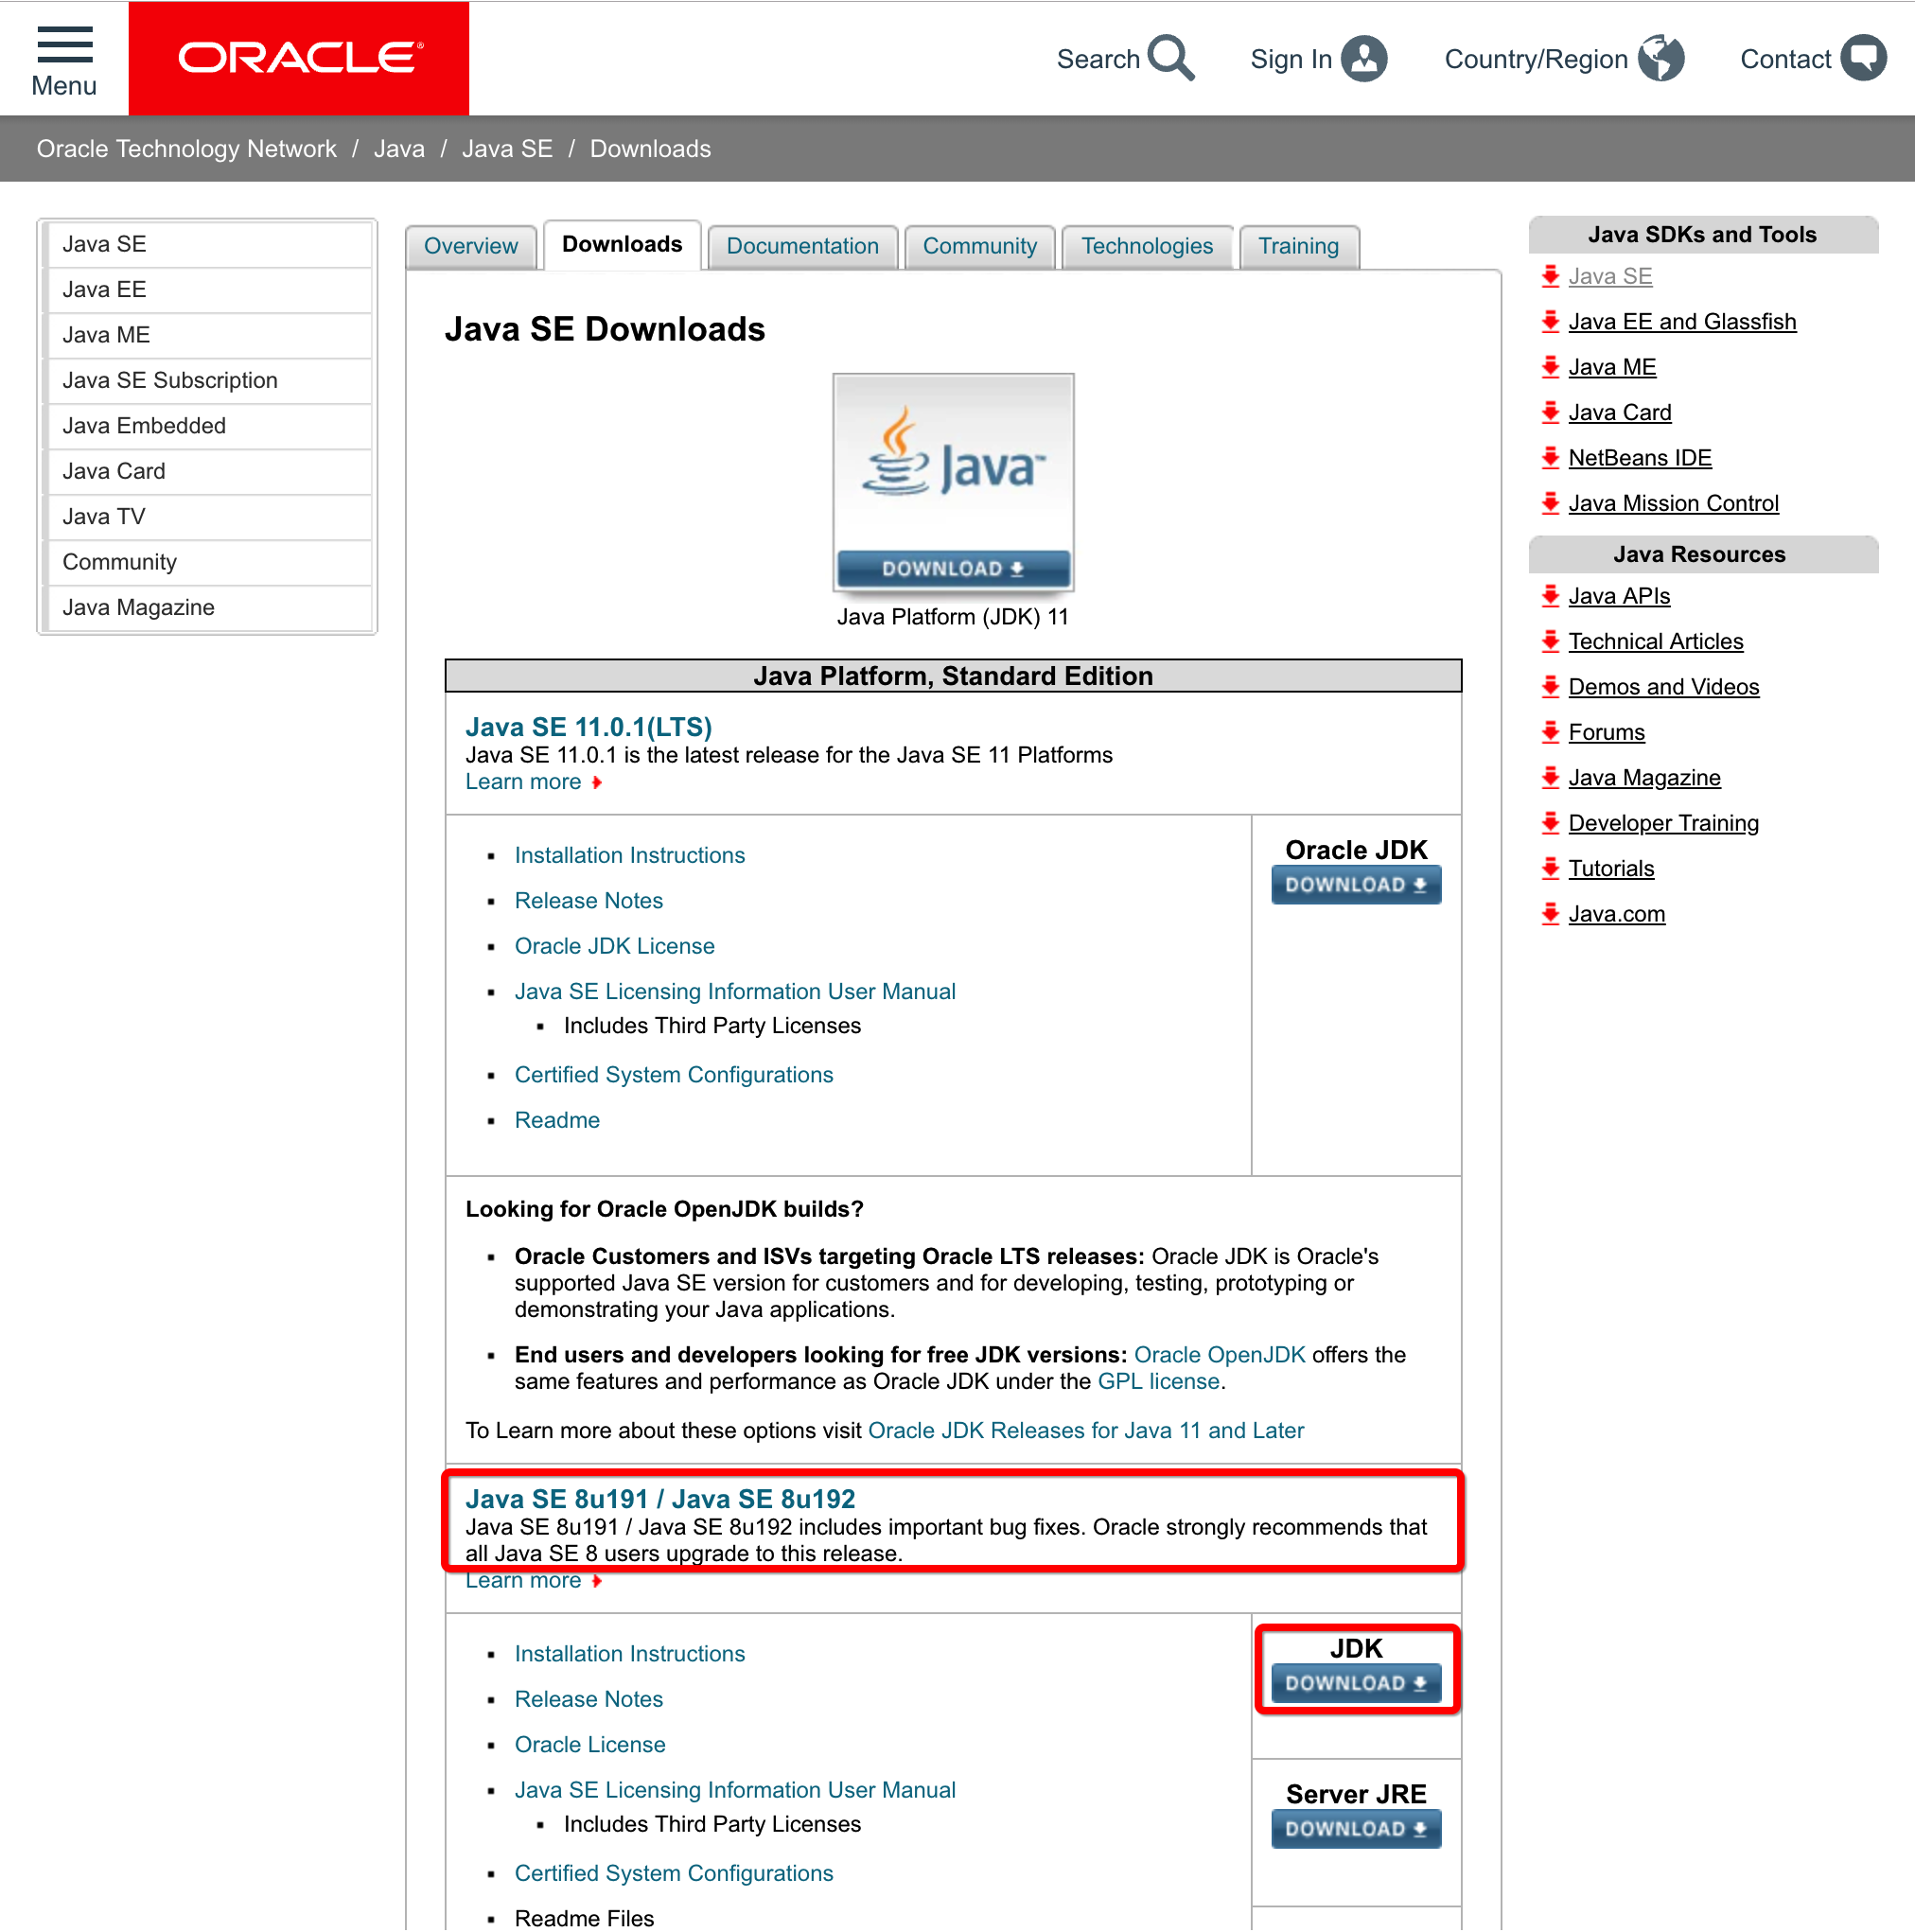 Menu
ORACLE®
Search
Sign In
Country/Region
Contact
Oracle Technology Network / Java / Java SE / Downloads
Java SE
Java EE
Java ME
Java SE Subscription
Java Embedded
Java Card
Java TV
Community
Java Magazine
Overview
Downloads
Documentation
Community
Technologies
Training
Java SE Downloads
Java™
DOWNLOAD
Java Platform (JDK) 11
Java Platform, Standard Edition
Java SE 11.0.1(LTS)
Java SE 11.0.1 is the latest release for the Java SE 11 Platforms
Learn more
Installation Instructions
Release Notes
Oracle JDK License
Java SE Licensing Information User Manual
Includes Third Party Licenses
Certified System Configurations
Readme
Oracle JDK
DOWNLOAD
Looking for Oracle OpenJDK builds?
Oracle Customers and ISVs targeting Oracle LTS releases: Oracle JDK is Oracle's
supported Java SE version for customers and for developing, testing, prototyping or
demonstrating your Java applications.
End users and developers looking for free JDK versions: Oracle OpenJDK offers the
same features and performance as Oracle JDK under the GPL license.
To Learn more about these options visit Oracle JDK Releases for Java 11 and Later
Java SE 8u191 / Java SE 8u192
Java SE 8u191 / Java SE 8u192 includes important bug fixes. Oracle strongly recommends that
all Java SE 8 users upgrade to this release.
Learn more
Installation Instructions
Release Notes
Oracle License
Java SE Licensing Information User Manual
Includes Third Party Licenses
Certified System Configurations
Readme Files
JDK
DOWNLOAD
Server JRE
DOWNLOAD
Java SDKs and Tools
Java SE
Java EE and Glassfish
Java ME
Java Card
NetBeans IDE
Java Mission Control
Java Resources
Java APIs
Technical Articles
Demos and Videos
Forums
Java Magazine
Developer Training
Tutorials
Java.com